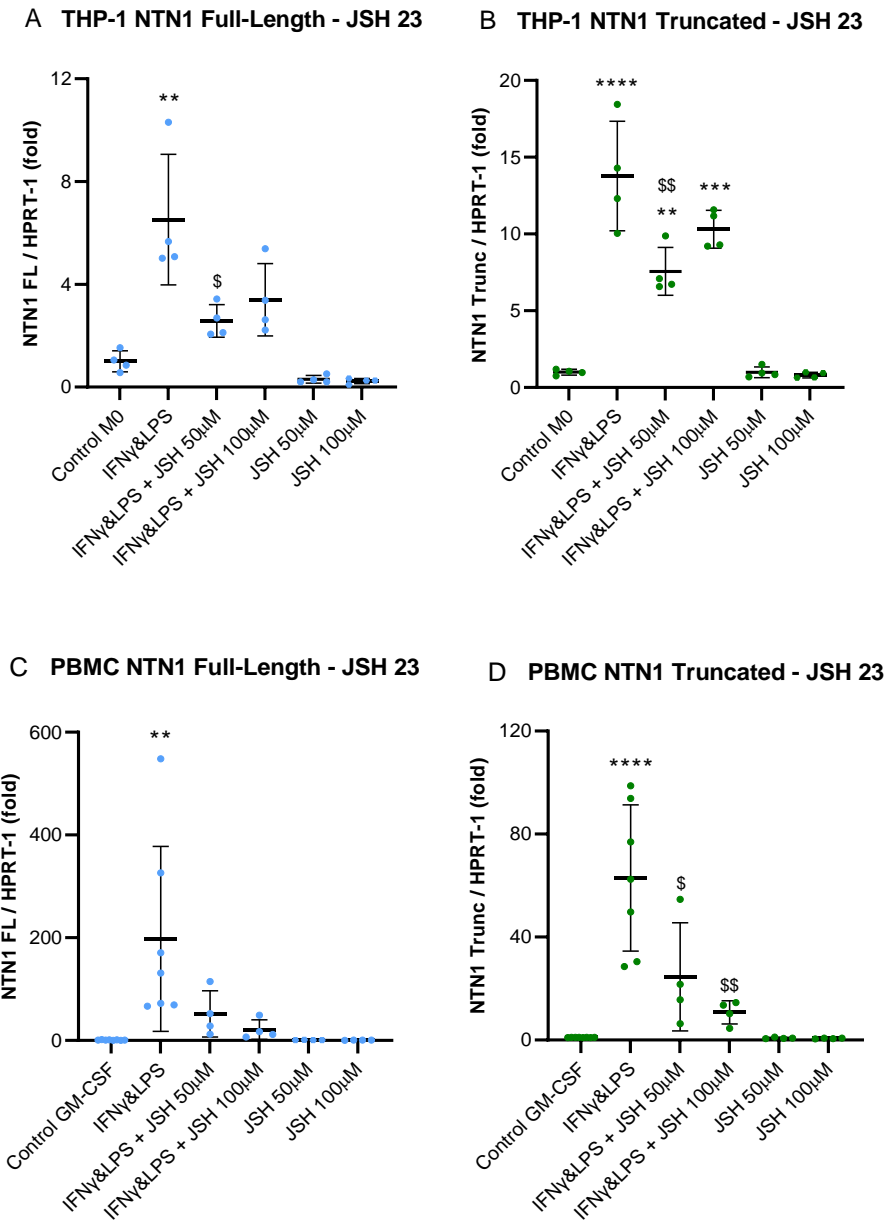 A THP-1 NTN1 Full-Length - JSH 23
NTN1 FL / HPRT-1 (fold)
12
8
4
0
**
$
Control M0
IFNγ&LPS
IFNγ&LPS + JSH 50μM
IFNγ&LPS + JSH 100μM
JSH 50μM
JSH 100μM
B THP-1 NTN1 Truncated - JSH 23
NTN1 Trunc / HPRT-1 (fold)
20
15
10
5
0
****
$$
**
***
Control M0
IFNγ&LPS
IFNγ&LPS + JSH 50μM
IFNγ&LPS + JSH 100μM
JSH 50μM
JSH 100μM
C PBMC NTN1 Full-Length - JSH 23
NTN1 FL / HPRT-1 (fold)
600
400
200
0
**
Control GM-CSF
IFNγ&LPS
IFNγ&LPS + JSH 50μM
IFNγ&LPS + JSH 100μM
JSH 50μM
JSH 100μM
D PBMC NTN1 Truncated - JSH 23
NTN1 Trunc / HPRT-1 (fold)
120
80
40
0
****
$
$$
Control GM-CSF
IFNγ&LPS
IFNγ&LPS + JSH 50μM
IFNγ&LPS + JSH 100μM
JSH 50μM
JSH 100μM